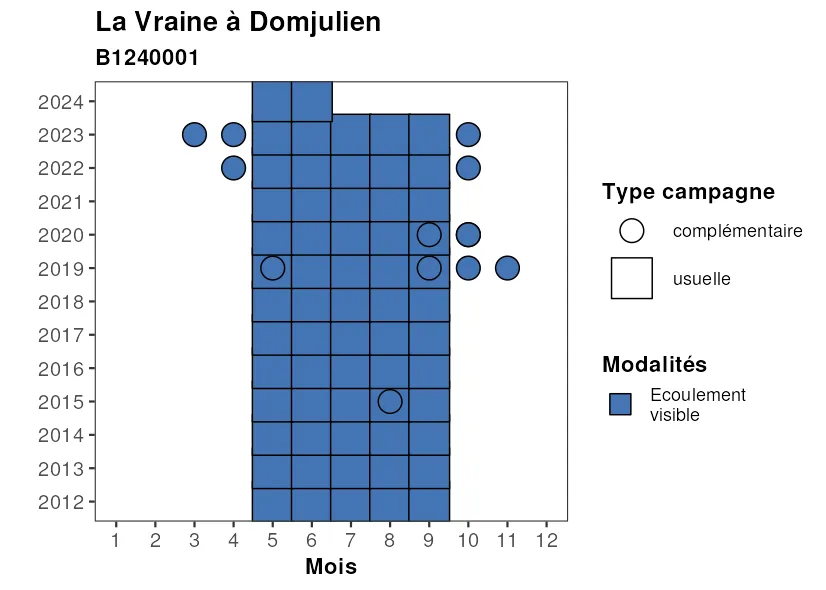 La Vraine à Domjulien
B1240001
2024
2023
2022
2021
2020
2019
2018
2017
2016
2015
2014
2013
2012
1 2 3 4 5 6 7 8 9 10 11 12
Mois
Type campagne
complémentaire
usuelle
Modalités
Ecoulement
visible